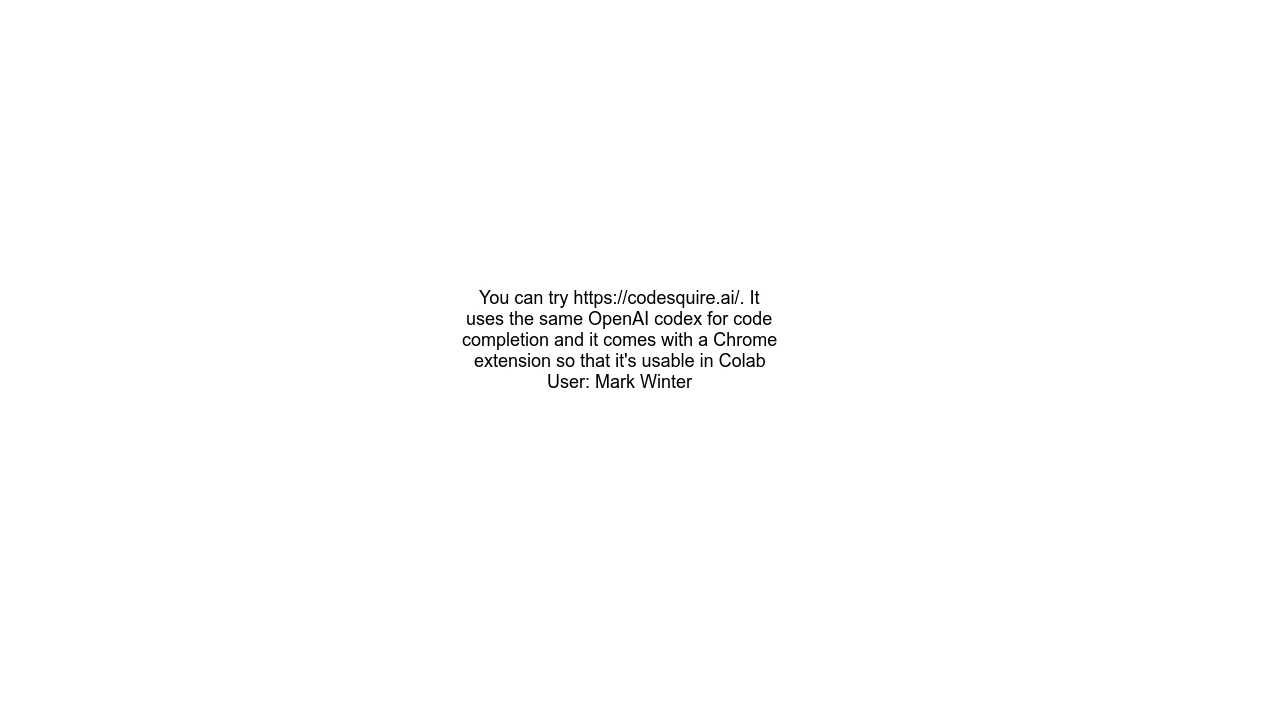 You can try https://codesquire.ai/. It
uses the same OpenAI codex for code
completion and it comes with a Chrome
extension so that it's usable in Colab
User: Mark Winter